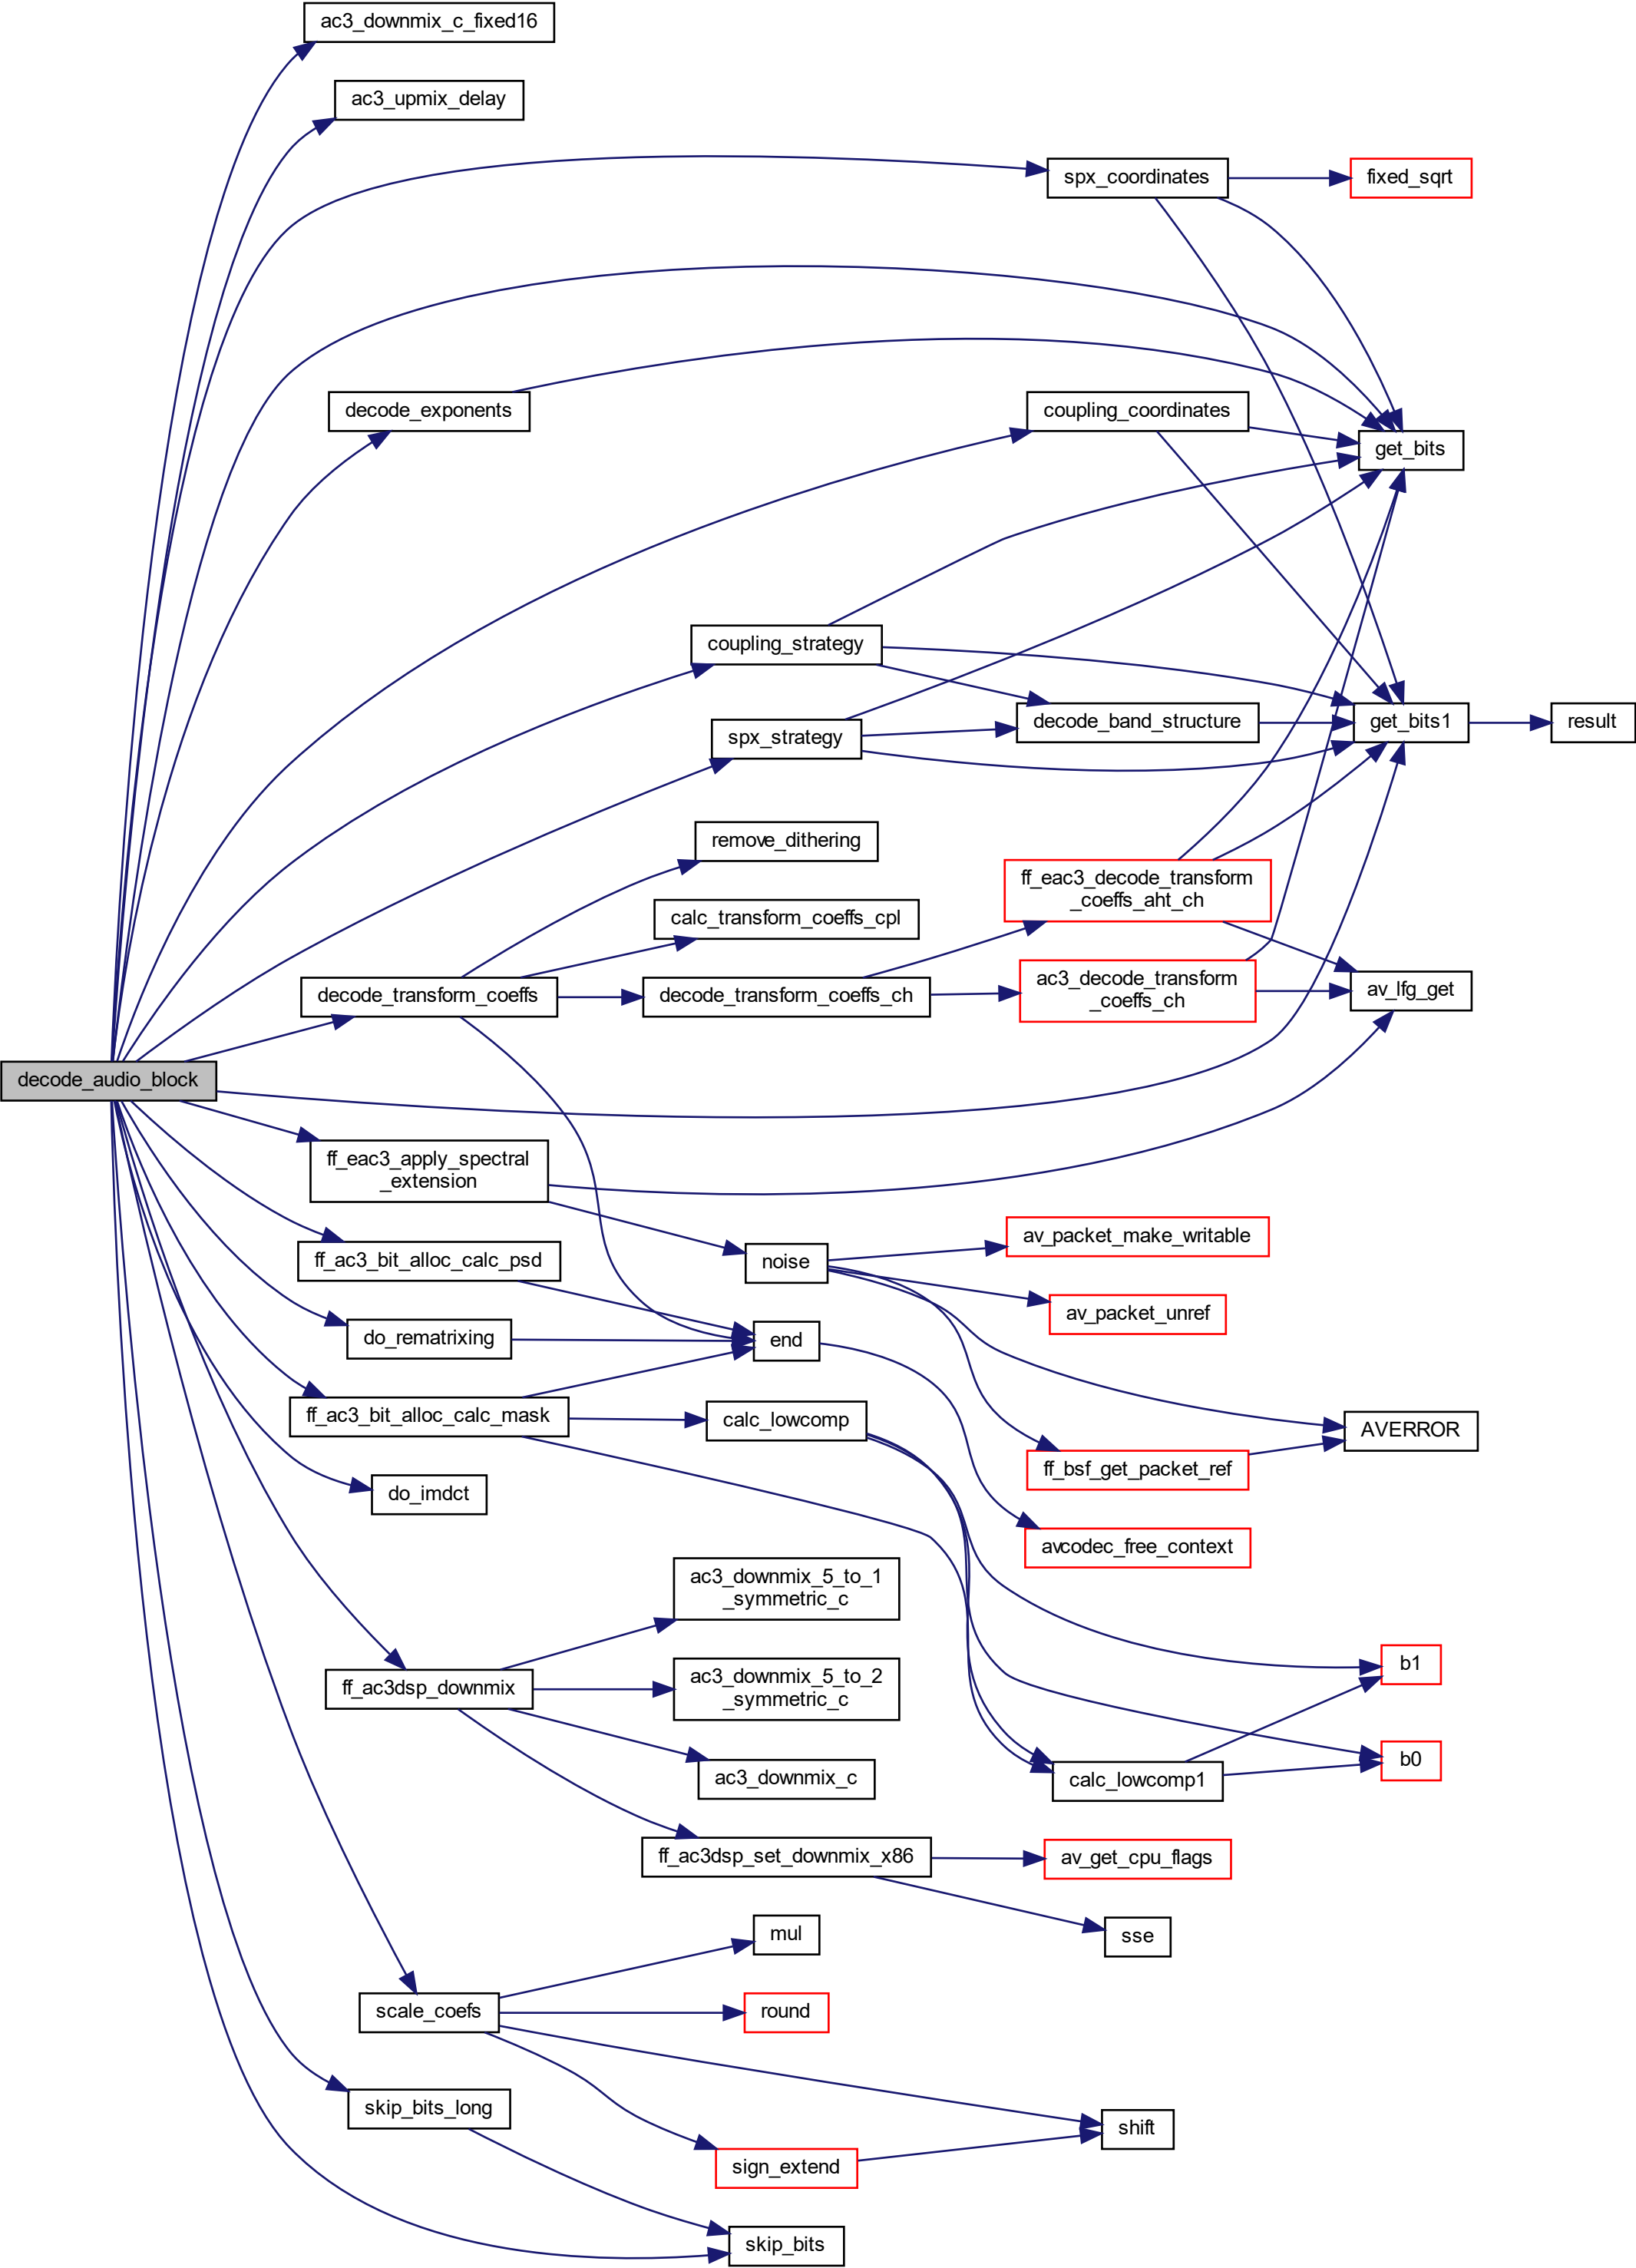 ac3_downmix_c_fixed16
ac3_upmix_delay
spx_coordinates
fixed_sqrt
decode_exponents
coupling_coordinates
get_bits
coupling_strategy
spx_strategy
decode_band_structure
get_bits1
result
remove_dithering
calc_transform_coeffs_cpl
ff_eac3_decode_transform
_coeffs_aht_ch
decode_transform_coeffs
decode_transform_coeffs_ch
ac3_decode_transform
_coeffs_ch
av_lfg_get
decode_audio_block
ff_eac3_apply_spectral
_extension
ff_ac3_bit_alloc_calc_psd
noise
av_packet_make_writable
av_packet_unref
do_rematrixing
end
ff_ac3_bit_alloc_calc_mask
calc_lowcomp
AVERROR
ff_bsf_get_packet_ref
do_imdct
avcodec_free_context
ac3_downmix_5_to_1
_symmetric_c
ff_ac3dsp_downmix
ac3_downmix_5_to_2
_symmetric_c
b1
ac3_downmix_c
calc_lowcomp1
b0
ff_ac3dsp_set_downmix_x86
av_get_cpu_flags
mul
sse
scale_coefs
round
skip_bits_long
shift
sign_extend
skip_bits